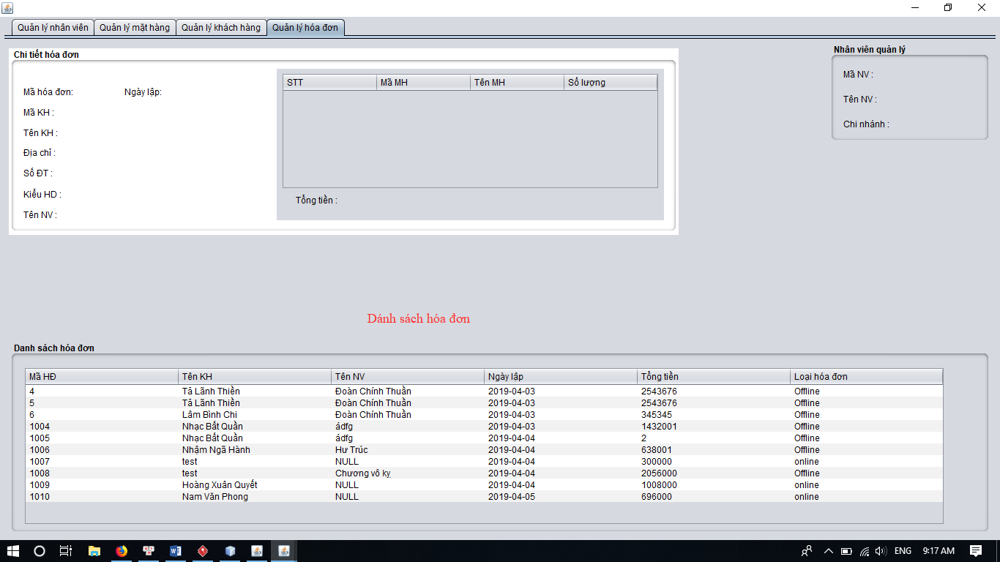 Quản lý nhân viên Quản lý mặt hàng Quản lý khách hàng Quản lý hóa đơn
Chi tiết hóa đơn
Mã hóa đơn: Ngày lập:
Mã KH :
Tên KH :
Địa chỉ :
Số ĐT :
Kiểu HD :
Tên NV :
STT Mã MH Tên MH Số lượng
Tổng tiền :
Nhân viên quản lý
Mã NV :
Tên NV :
Chi nhánh :
Dánh sách hóa đơn
Danh sách hóa đơn
Mã HĐ Tên KH Tên NV Ngày lập Tổng tiền Loại hóa đơn
4 Tả Lãnh Thiền Đoàn Chính Thuần 2019-04-03 2543676 Offline
5 Tả Lãnh Thiền Đoàn Chính Thuần 2019-04-03 2543676 Offline
6 Lâm Bình Chi Đoàn Chính Thuần 2019-04-03 345345 Offline
1004 Nhạc Bất Quần ádfg 2019-04-03 1432001 Offline
1005 Nhạc Bất Quần ádfg 2019-04-04 2 Offline
1006 Nhậm Ngã Hành Hư Trúc 2019-04-04 638001 Offline
1007 test NULL 2019-04-04 300000 online
1008 test Chương vô kỵ 2019-04-04 2056000 Offline
1009 Hoàng Xuân Quyết NULL 2019-04-04 1008000 online
1010 Nam Văn Phong NULL 2019-04-05 696000 online
ENG 9:17 AM